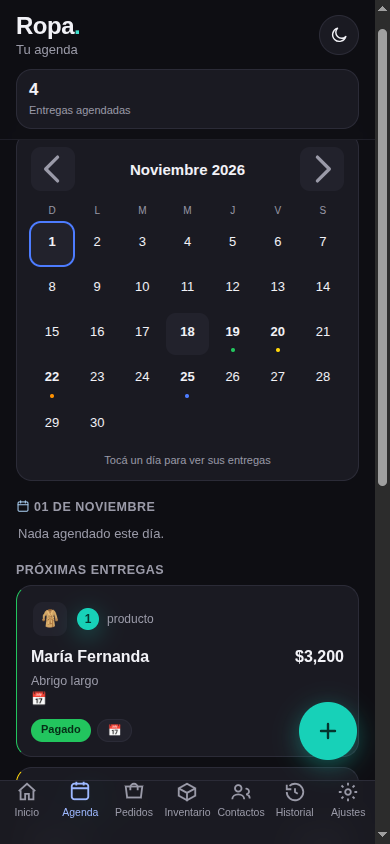 Ropa.
Tu agenda
4
Entregas agendadas
Noviembre 2026
D L M M J V S
1 2 3 4 5 6 7
8 9 10 11 12 13 14
15 16 17 18 19 20 21
22 23 24 25 26 27 28
29 30
Tocá un día para ver sus entregas
01 DE NOVIEMBRE
Nada agendado este día.
PRÓXIMAS ENTREGAS
1 producto
María Fernanda $3,200
Abrigo largo
Pagado
Inicio Agenda Pedidos Inventario Contactos Historial Ajustes